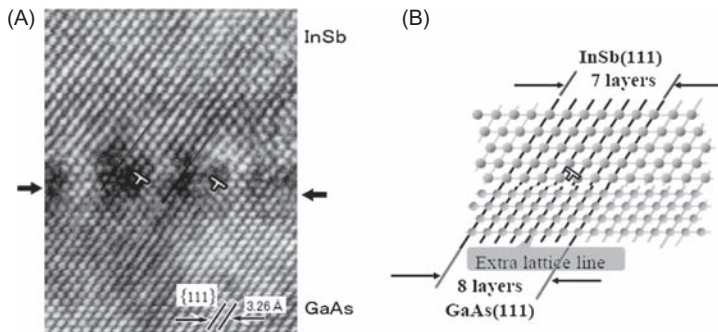 (A)
InSb
{111}
3.26 Å
GaAs
(B)
InSb(111)
7 layers
Extra lattice line
8 layers
GaAs(111)